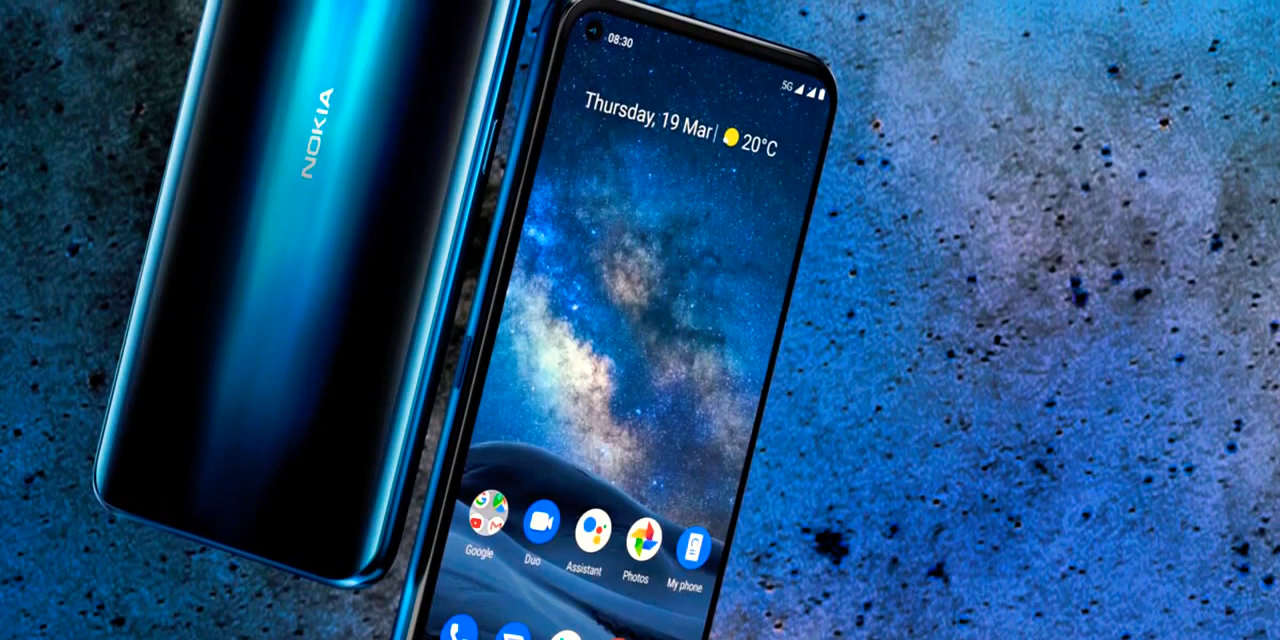 NOKIA
08:30
5G
Thursday, 19 Mar | 20°C
Google
Duo
Assistant
Photos
My phone